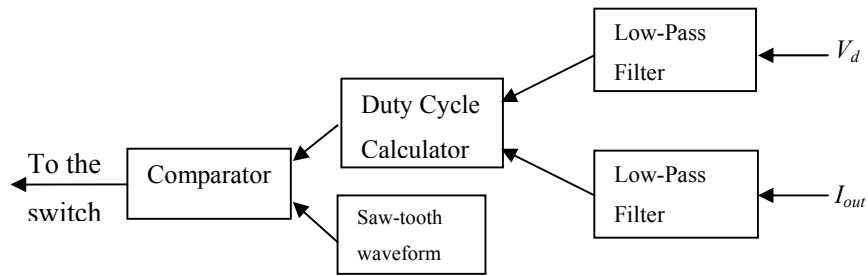 Low-Pass
Filter
V_d
Duty Cycle
Calculator
To the
switch
Comparator
Low-Pass
Filter
I_out
Saw-tooth
waveform